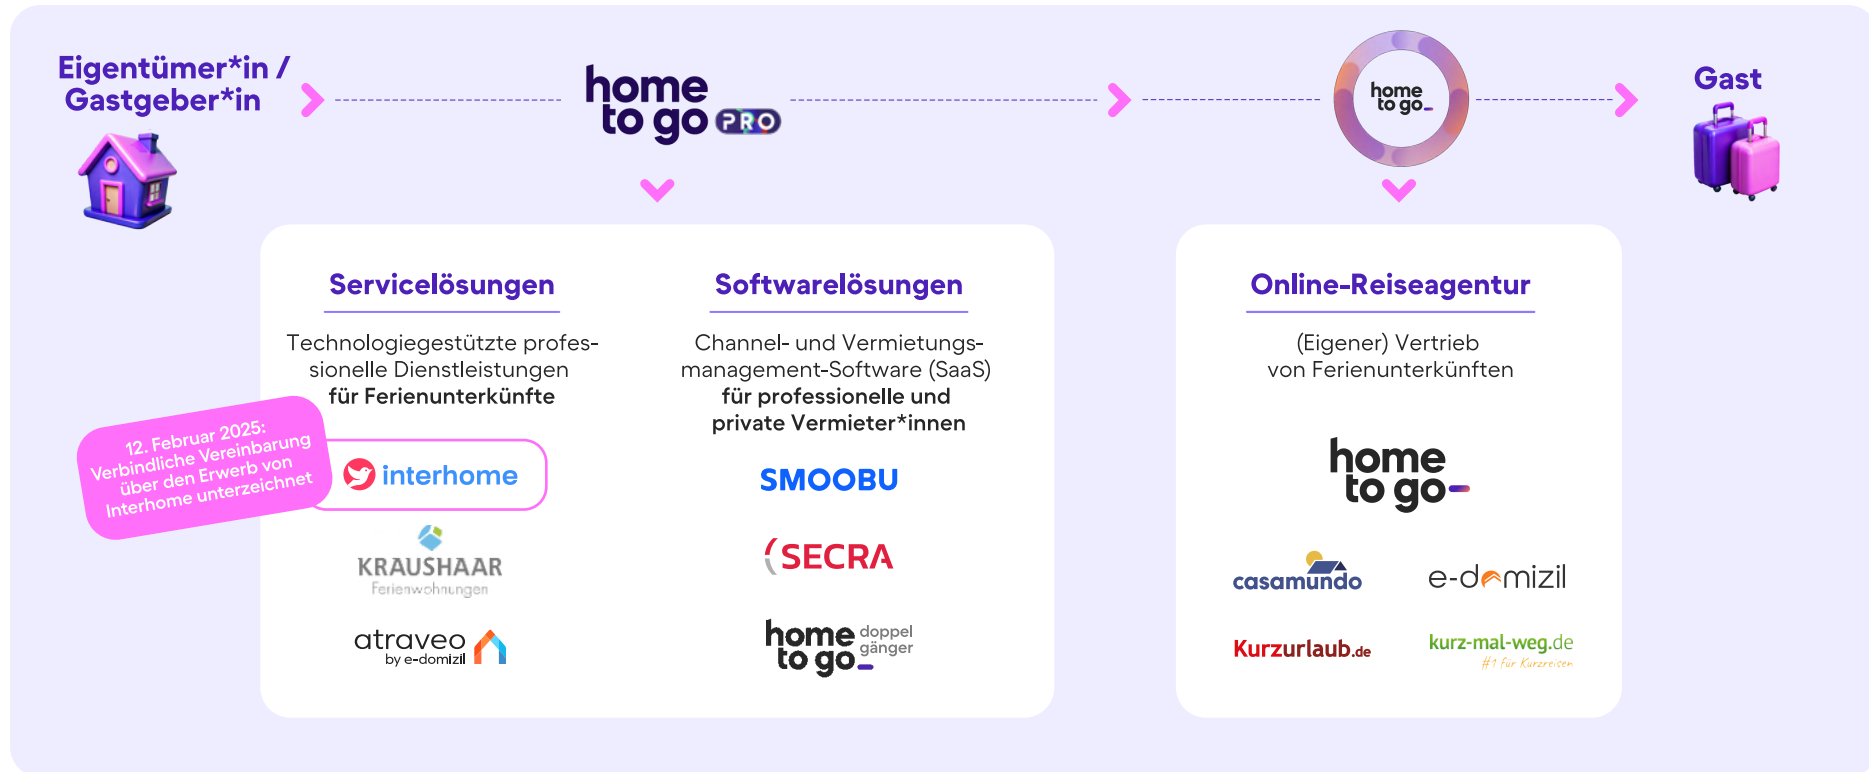 Eigentümer*in /
Gastgeber*in
home
to go PRO
home
to go
Gast
Servicelösungen
Technologiegestützte profes-
sionelle Dienstleistungen
für Ferienunterkünfte
12. Februar 2025:
Verbindliche Vereinbarung
über den Erwerb von
Interhome unterzeichnet
interhome
KRAUSHAAR
Ferienwohnungen
atraveo
by e-domizil
Softwarelösungen
Channel- und Vermietungs-
management-Software (SaaS)
für professionelle und
private Vermieter*innen
SMOOBU
SECRA
home doppel
to go gänger
Online-Reiseagentur
(Eigener) Vertrieb
von Ferienunterkünften
home
to go
casamundo
e-domizil
Kurzurlaub.de
kurz-mal-weg.de
#1 für Kurzreisen